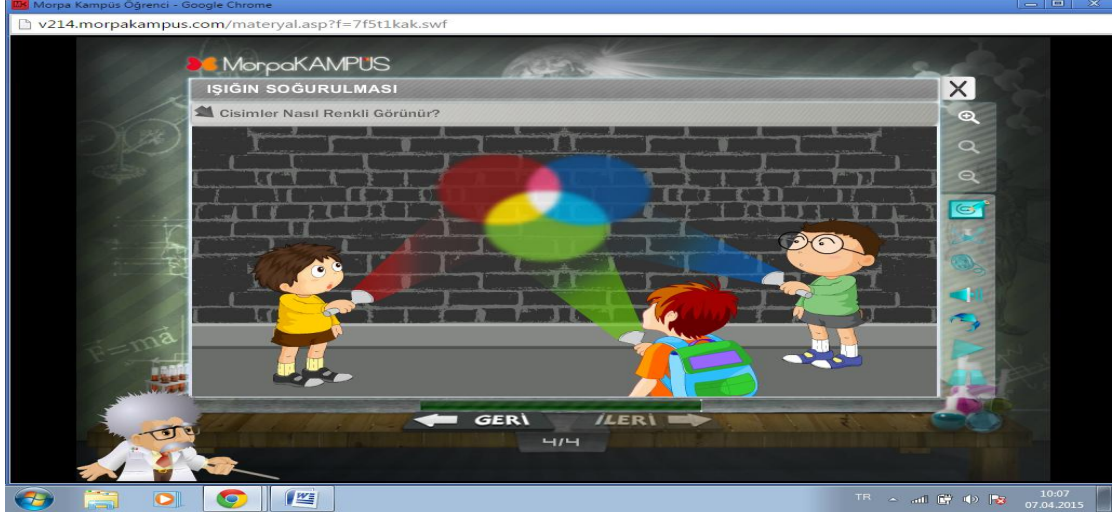 Morpa Kampüs Öğrenci - Google Chrome
v214.morpakampus.com/materyal.asp?f=7f5t1kak.swf
MorpaKAMPÜS
IŞIĞIN SOĞURULMASI
Cisimler Nasıl Renkli Görünür?
F=ma
GERİ
İLERİ
4/4
TR
10:07
07.04.2015